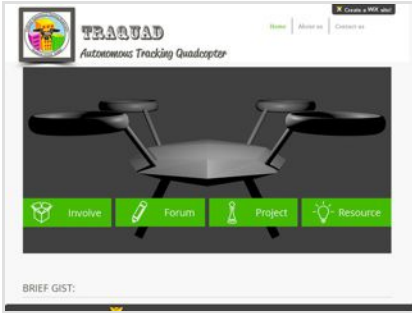 Create a WiX site!
TRAQUAD
Home About us Contact us
Autonomous Tracking Quadcopter
Involve Forum Project Resource
BRIEF GIST: